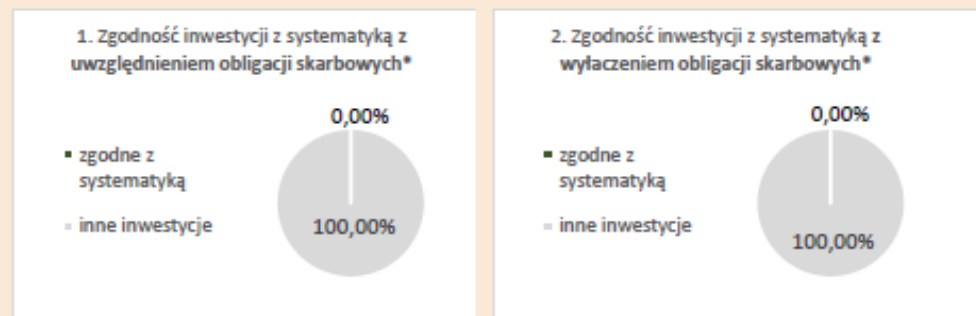 1. Zgodność inwestycji z systematyką z
uwzględnieniem obligacji skarbowych*
0,00%
zgodne z
systematyką
inne inwestycje
100,00%
2. Zgodność inwestycji z systematyką z
wyłaczeniem obligacji skarbowych*
0,00%
zgodne z
systematyką
inne inwestycje
100,00%